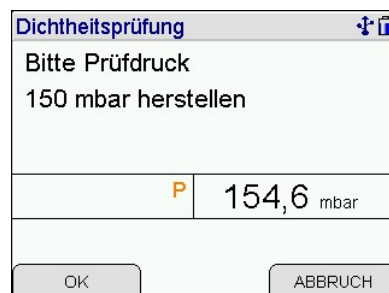 Dichtheitsprüfung
Bitte Prüfdruck
150 mbar herstellen
P 154,6 mbar
OK ABBRUCH